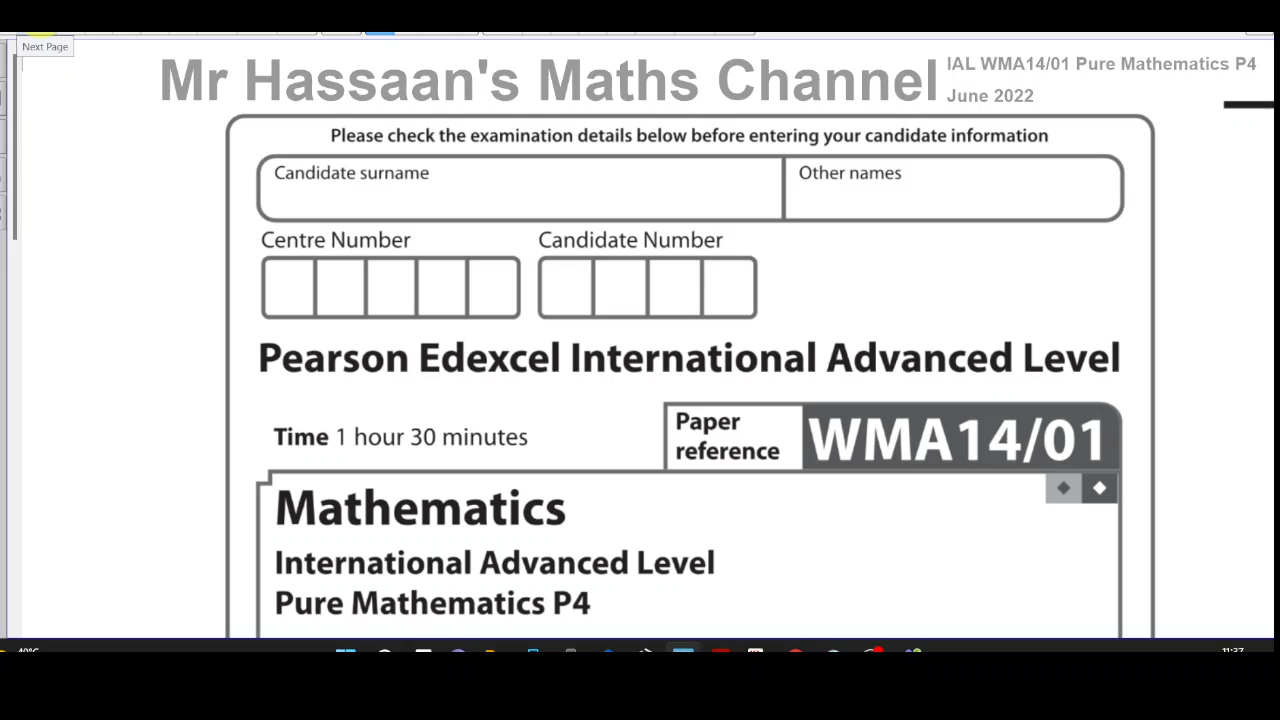 Next Page
Mr Hassaan's Maths Channel
IAL WMA14/01 Pure Mathematics P4
June 2022
Please check the examination details below before entering your candidate information
Candidate surname
Other names
Centre Number
Candidate Number
Pearson Edexcel International Advanced Level
Time 1 hour 30 minutes
Paper
reference
WMA14/01
Mathematics
International Advanced Level
Pure Mathematics P4